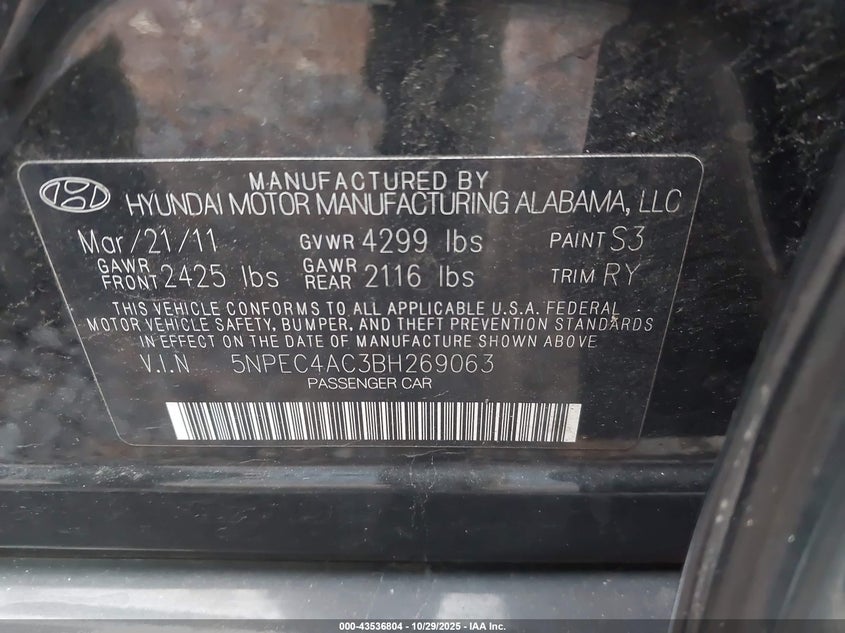 MANUFACTURED BY
HYUNDAI MOTOR MANUFACTURING ALABAMA, LLC
Mar/21/11 GVWR 4299 lbs PAINT S3
GAWR FRONT 2425 lbs GAWR REAR 2116 lbs TRIM RY
THIS VEHICLE CONFORMS TO ALL APPLICABLE U.S.A. FEDERAL
MOTOR VEHICLE SAFETY, BUMPER, AND THEFT PREVENTION STANDARDS
IN EFFECT ON THE DATE OF MANUFACTURE SHOWN ABOVE
V.I.N 5NPEC4AC3BH269063
PASSENGER CAR
000-43536804 - 10/29/2025 - IAA Inc.